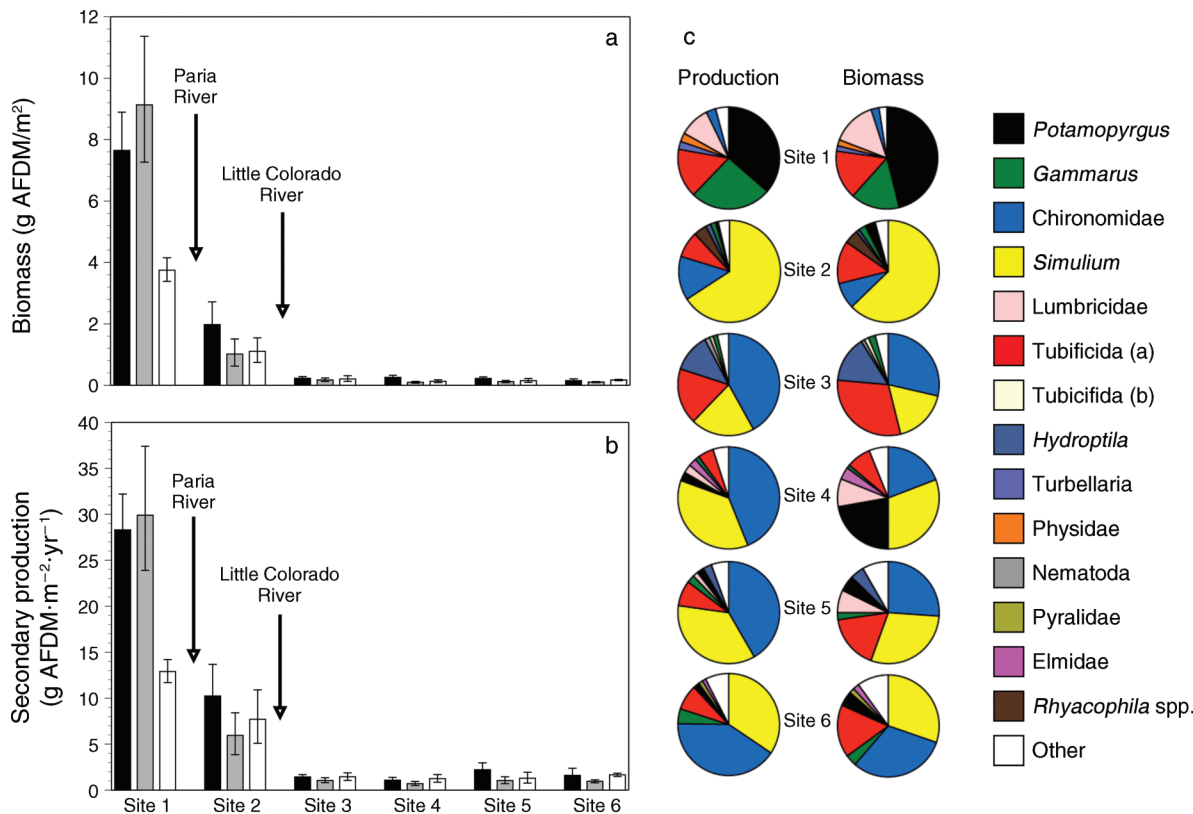 a
Biomass (g AFDM/m²)
12
10
8
6
4
2
0
Paria
River
Little Colorado
River
b
Secondary production
(g AFDM·m⁻²·yr⁻¹)
40
35
30
25
20
15
10
5
0
Paria
River
Little Colorado
River
Site 1 Site 2 Site 3 Site 4 Site 5 Site 6
c
Production Biomass
Site 1
Site 2
Site 3
Site 4
Site 5
Site 6
Potamopyrgus
Gammarus
Chironomidae
Simulium
Lumbricidae
Tubificida (a)
Tubicifida (b)
Hydroptila
Turbellaria
Physidae
Nematoda
Pyralidae
Elmidae
Rhyacophila spp.
Other